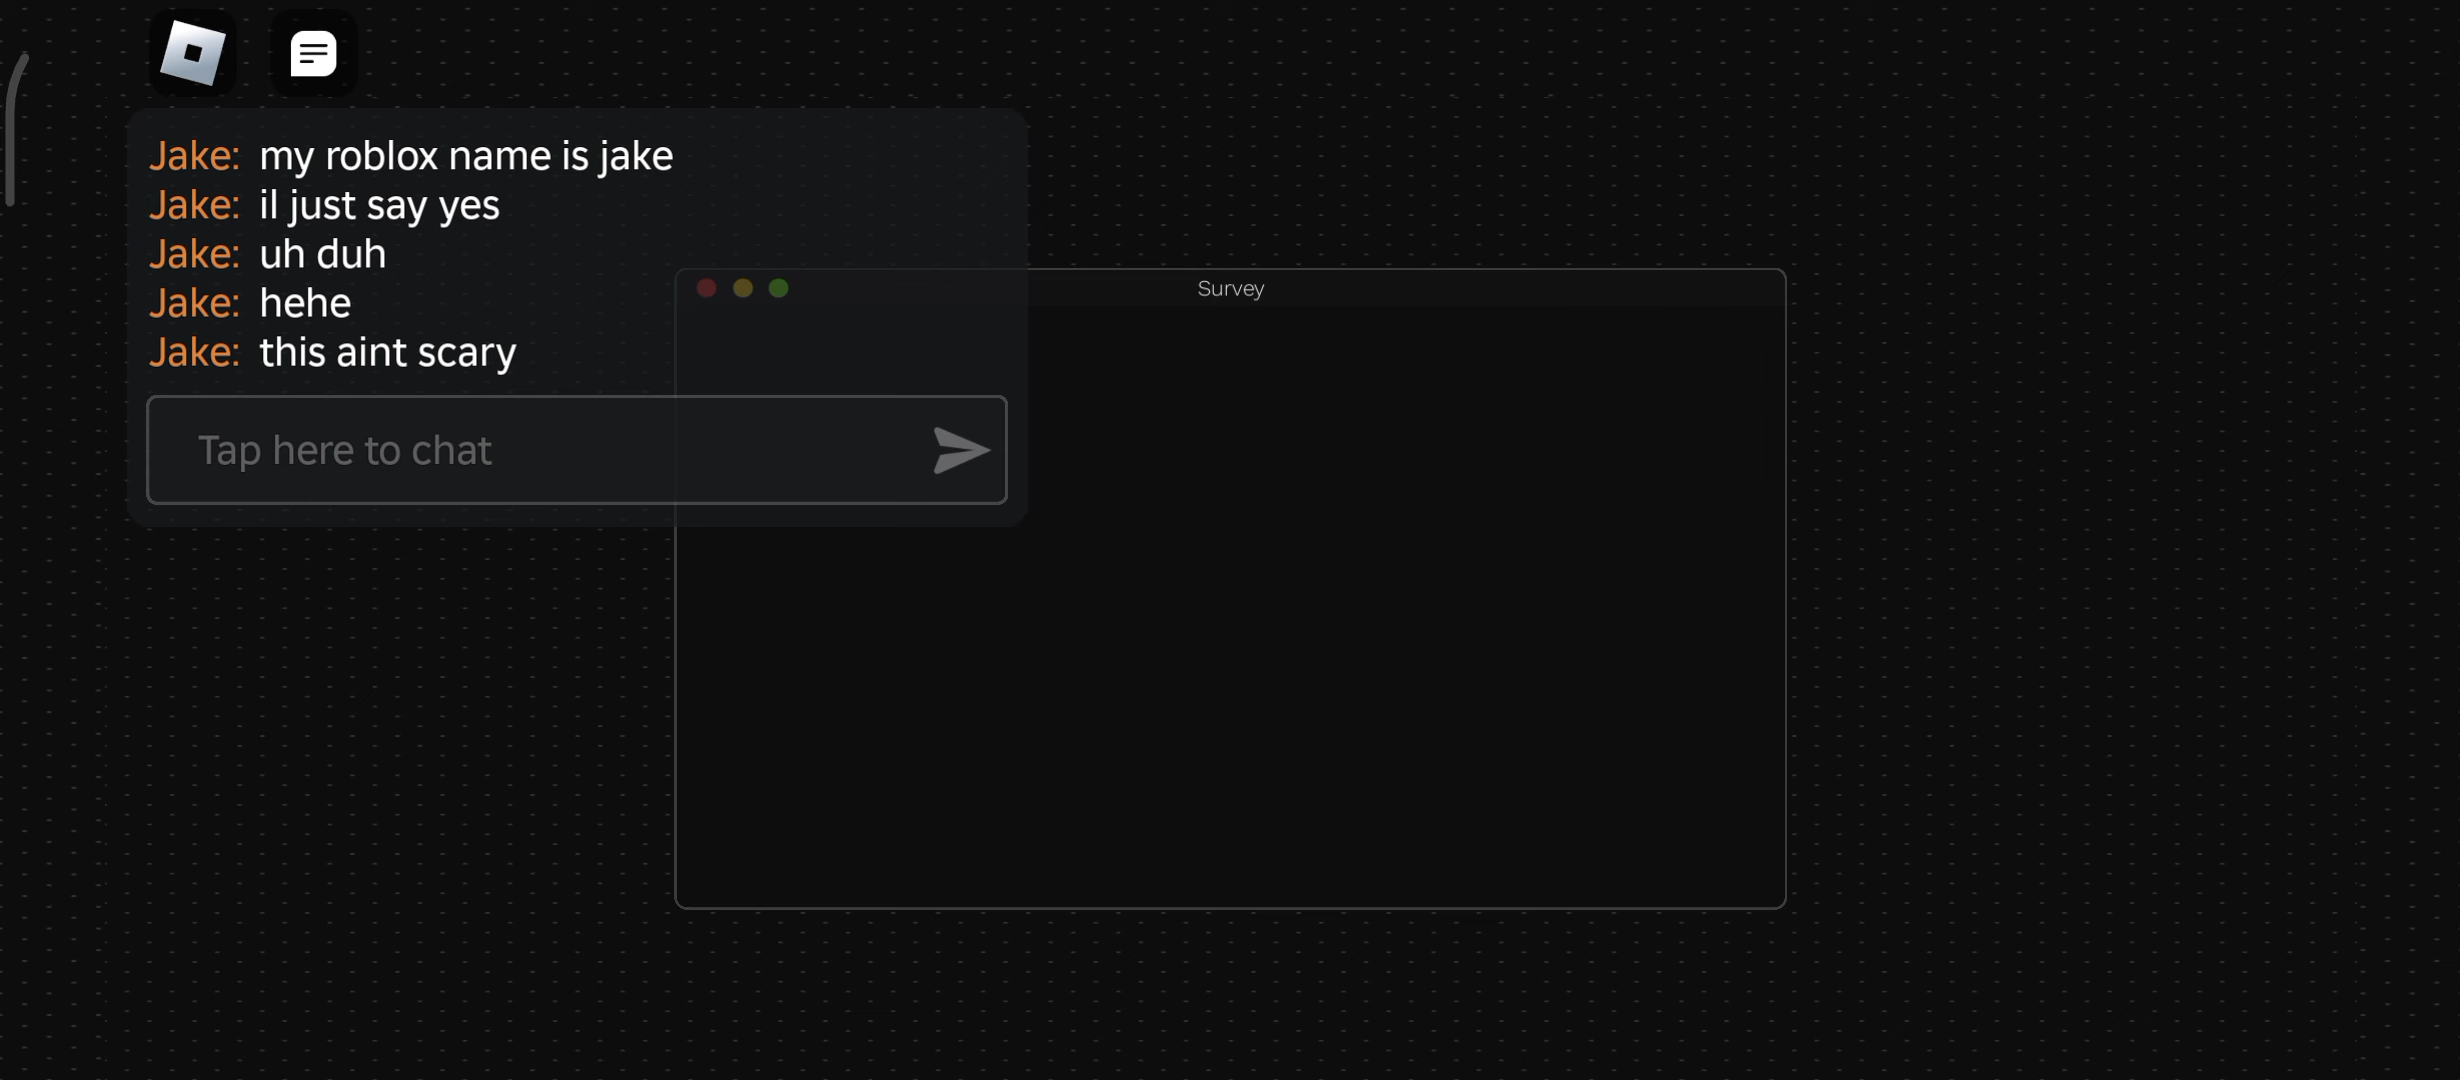 Jake: my roblox name is jake
Jake: il just say yes
Jake: uh duh
Jake: hehe
Jake: this aint scary
Tap here to chat
Survey